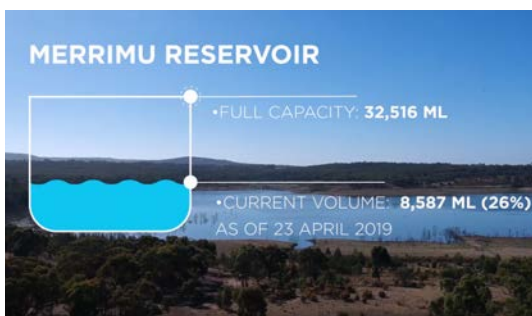 MERRIMU RESERVOIR
•FULL CAPACITY: 32,516 ML
•CURRENT VOLUME: 8,587 ML (26%)
AS OF 23 APRIL 2019